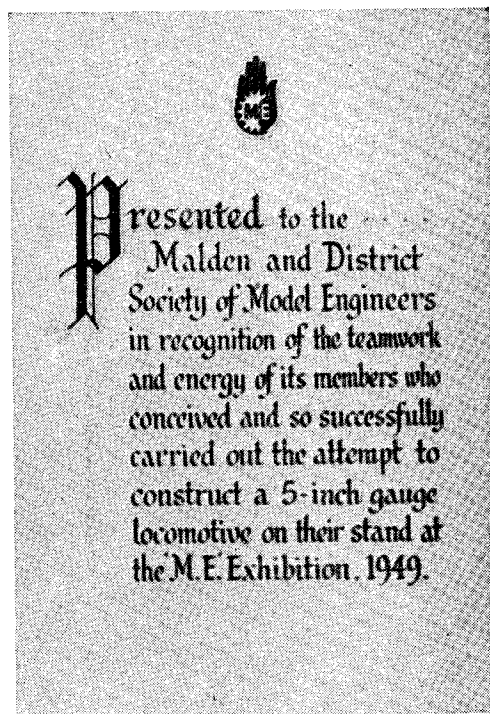 ME
Presented to the . . . .
Malden and District
Society of Model Engineers
in recognition of the teamwork
and energy of its members who
conceived and so successfully
carried out the attempt to
construct a 5-inch gauge
locomotive on their stand at
the "M.E." Exhibition. 1949.